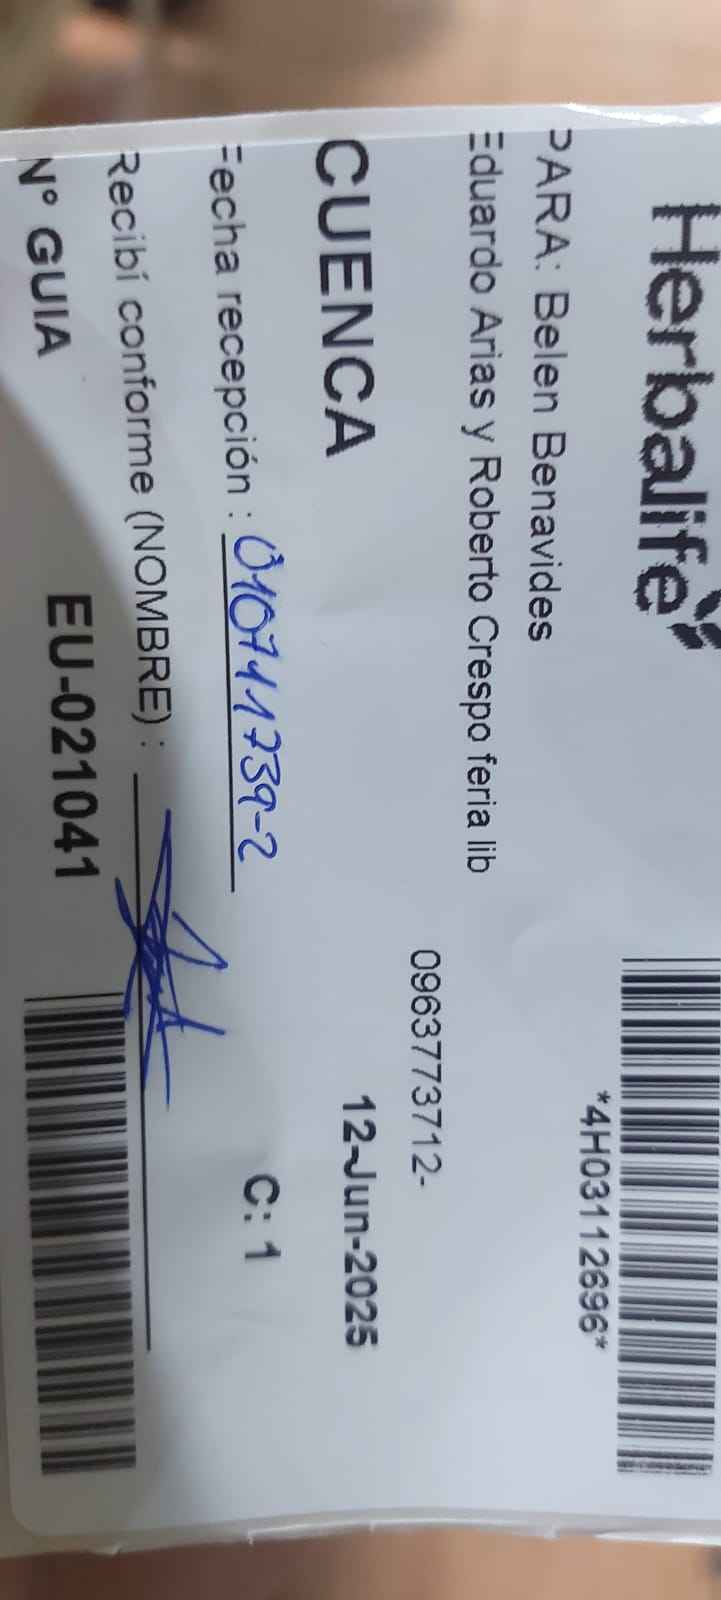 Herbalife
*4H03112696*
PARA: Belen Benavides
Eduardo Arias y Roberto Crespo feria lib
0963773712-
CUENCA
12-Jun-2025
Fecha recepción : 010711739-2
C: 1
Recibí conforme (NOMBRE) :
N° GUIA
EU-021041